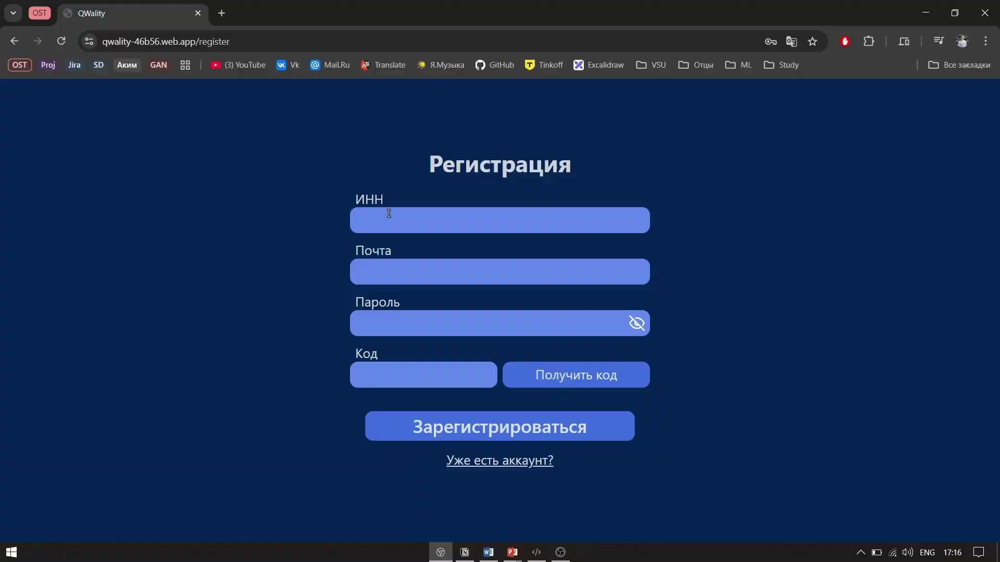 OST
QWality
qwality-46b56.web.app/register
OST Proj Jira SD Аким GAN (3) YouTube Vk Mail.Ru Translate Я.Музыка GitHub Tinkoff Excalidraw VSU Отцы ML Study Все закладки
Регистрация
ИНН
Почта
Пароль
Код
Получить код
Зарегистрироваться
Уже есть аккаунт?
ENG 17:16